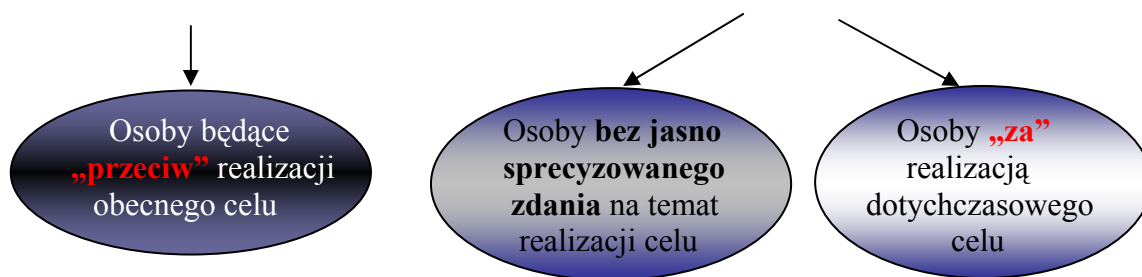 Osoby będące
„przeciw” realizacji
obecnego celu
Osoby bez jasno
sprecyzowanego
zdania na temat
realizacji celu
Osoby „za”
realizacją
dotychczasowego
celu